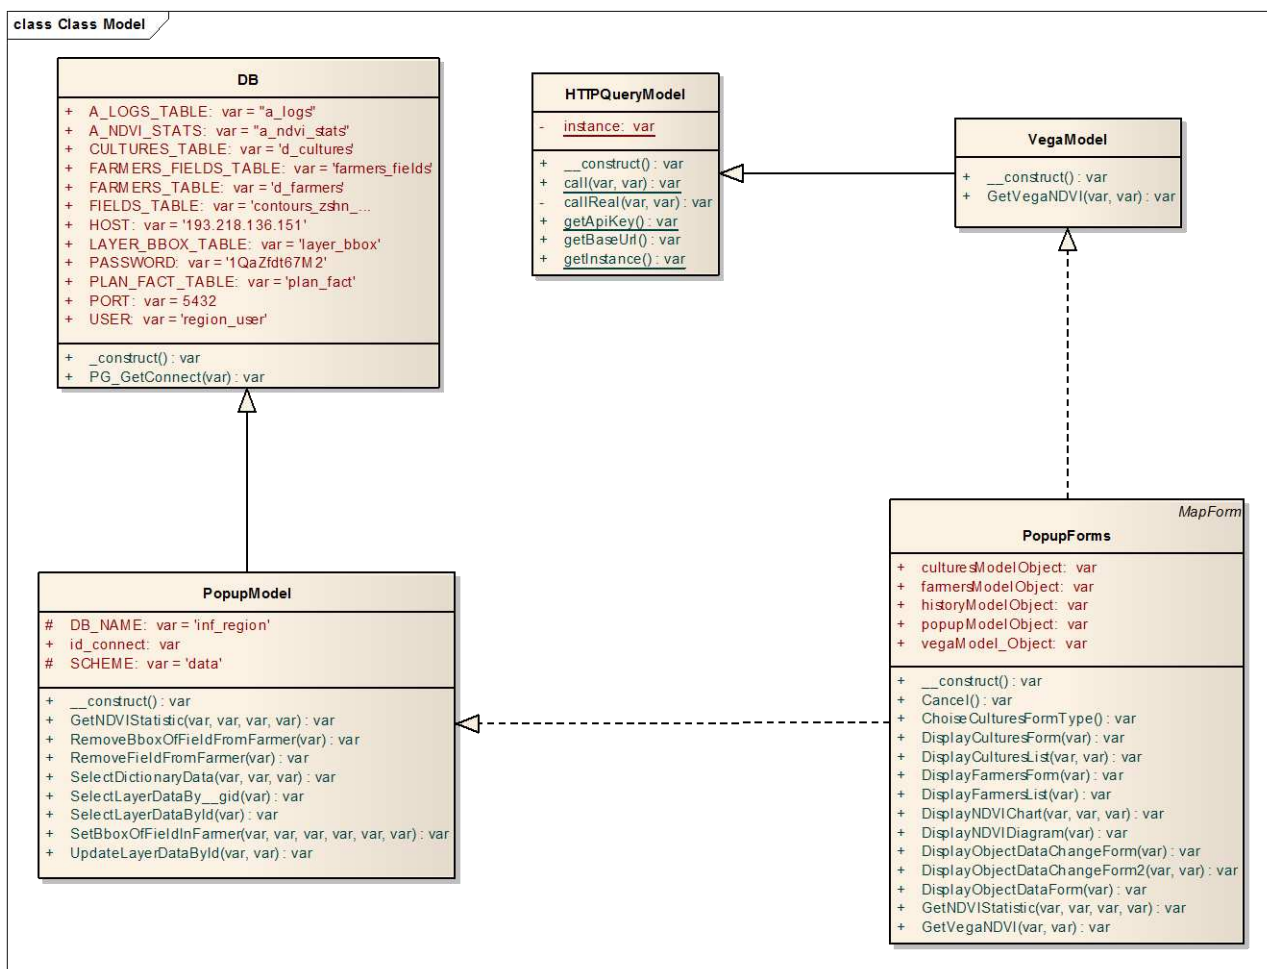 class Class Model
DB
+ A_LOGS_TABLE: var = "a_logs"
+ A_NDVI_STATS: var = "a_ndvi_stats"
+ CULTURES_TABLE: var = 'd_cultures'
+ FARMERS_FIELDS_TABLE: var = 'farmers_fields'
+ FARMERS_TABLE: var = 'd_farmers'
+ FIELDS_TABLE: var = 'contours_zshn_...
+ HOST: var = '193.218.136.151'
+ LAYER_BBOX_TABLE: var = 'layer_bbox'
+ PASSWORD: var = '1QaZfdt67M2'
+ PLAN_FACT_TABLE: var = 'plan_fact'
+ PORT: var = 5432
+ USER: var = 'region_user'
+ _construct() : var
+ PG_GetConnect(var) : var
HTTPQueryModel
- instance: var
+ __construct() : var
+ call(var, var) : var
- callReal(var, var) : var
+ getApiKey() : var
+ getBaseUrl() : var
+ getInstance() : var
VegaModel
+ __construct() : var
+ GetVegaNDVI(var, var) : var
PopupModel
# DB_NAME: var = 'inf_region'
+ id_connect: var
# SCHEME: var = 'data'
+ __construct() : var
+ GetNDVIStatistic(var, var, var, var) : var
+ RemoveBboxOfFieldFromFarmer(var) : var
+ RemoveFieldFromFarmer(var) : var
+ SelectDictionaryData(var, var, var) : var
+ SelectLayerDataBy__gid(var) : var
+ SelectLayerDataById(var) : var
+ SetBboxOfFieldInFarmer(var, var, var, var, var, var) : var
+ UpdateLayerDataById(var, var) : var
MapForm
PopupForms
+ culturesModelObject: var
+ farmersModelObject: var
+ historyModelObject: var
+ popupModelObject: var
+ vegaModel_Object: var
+ __construct() : var
+ Cancel() : var
+ ChoiseCulturesFormType() : var
+ DisplayCulturesForm(var) : var
+ DisplayCulturesList(var, var) : var
+ DisplayFarmersForm(var) : var
+ DisplayFarmersList(var) : var
+ DisplayNDVIChart(var, var, var) : var
+ DisplayNDVIDiagram(var) : var
+ DisplayObjectDataChangeForm(var) : var
+ DisplayObjectDataChangeForm2(var, var) : var
+ DisplayObjectDataForm(var) : var
+ GetNDVIStatistic(var, var, var, var) : var
+ GetVegaNDVI(var, var) : var